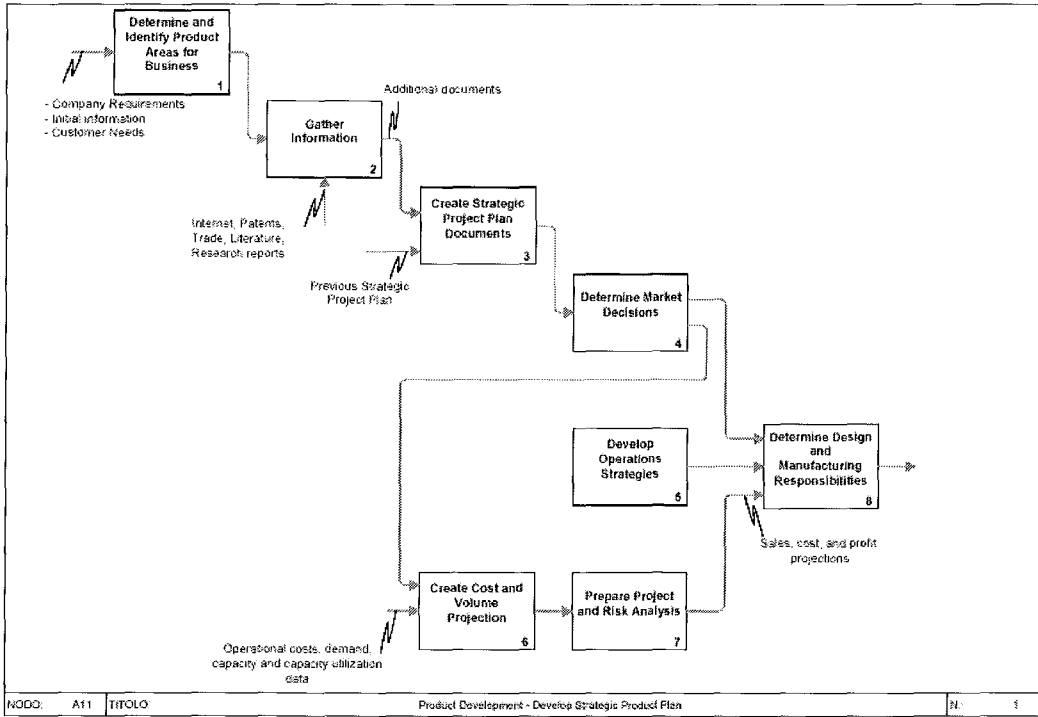 Determine and
Identify Product
Areas for
Business
1
- Company Requirements
- Initial information
- Customer Needs
Additional documents
Gather
Information
2
Internet, Patents,
Trade, Literature,
Research reports
Create Strategic
Project Plan
Documents
3
Previous Strategic
Project Plan
Determine Market
Decisions
4
Develop
Operations
Strategies
5
Determine Design
and
Manufacturing
Responsibilities
8
Sales, cost, and profit
projections
Create Cost and
Volume
Projection
6
Prepare Project
and Risk Analysis
7
Operational costs, demand,
capacity and capacity utilization
data
NODO: A11 TITOLO: Product Development - Develop Strategic Product Plan N.: 1